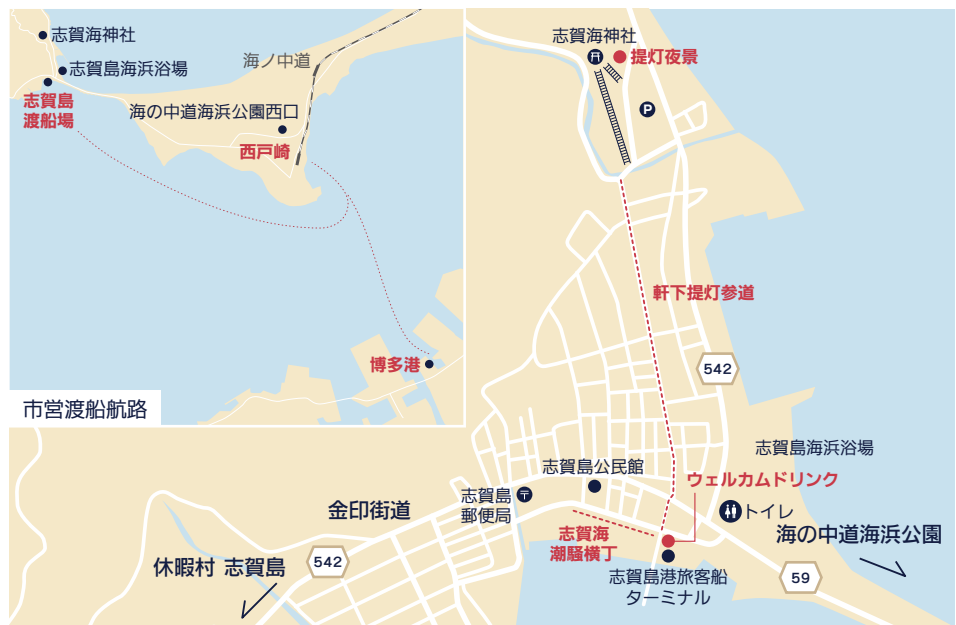 志賀海神社
志賀島海浜浴場
志賀島
渡船場
海ノ中道
海の中道海浜公園西口
西戸崎
博多港
市営渡船航路
志賀海神社
提灯夜景
P
軒下提灯参道
542
志賀島海浜浴場
志賀島公民館
ウェルカムドリンク
志賀島
郵便局
〒
トイレ
金印街道
志賀海
潮騒横丁
海の中道海浜公園
休暇村 志賀島
542
志賀島港旅客船
ターミナル
59